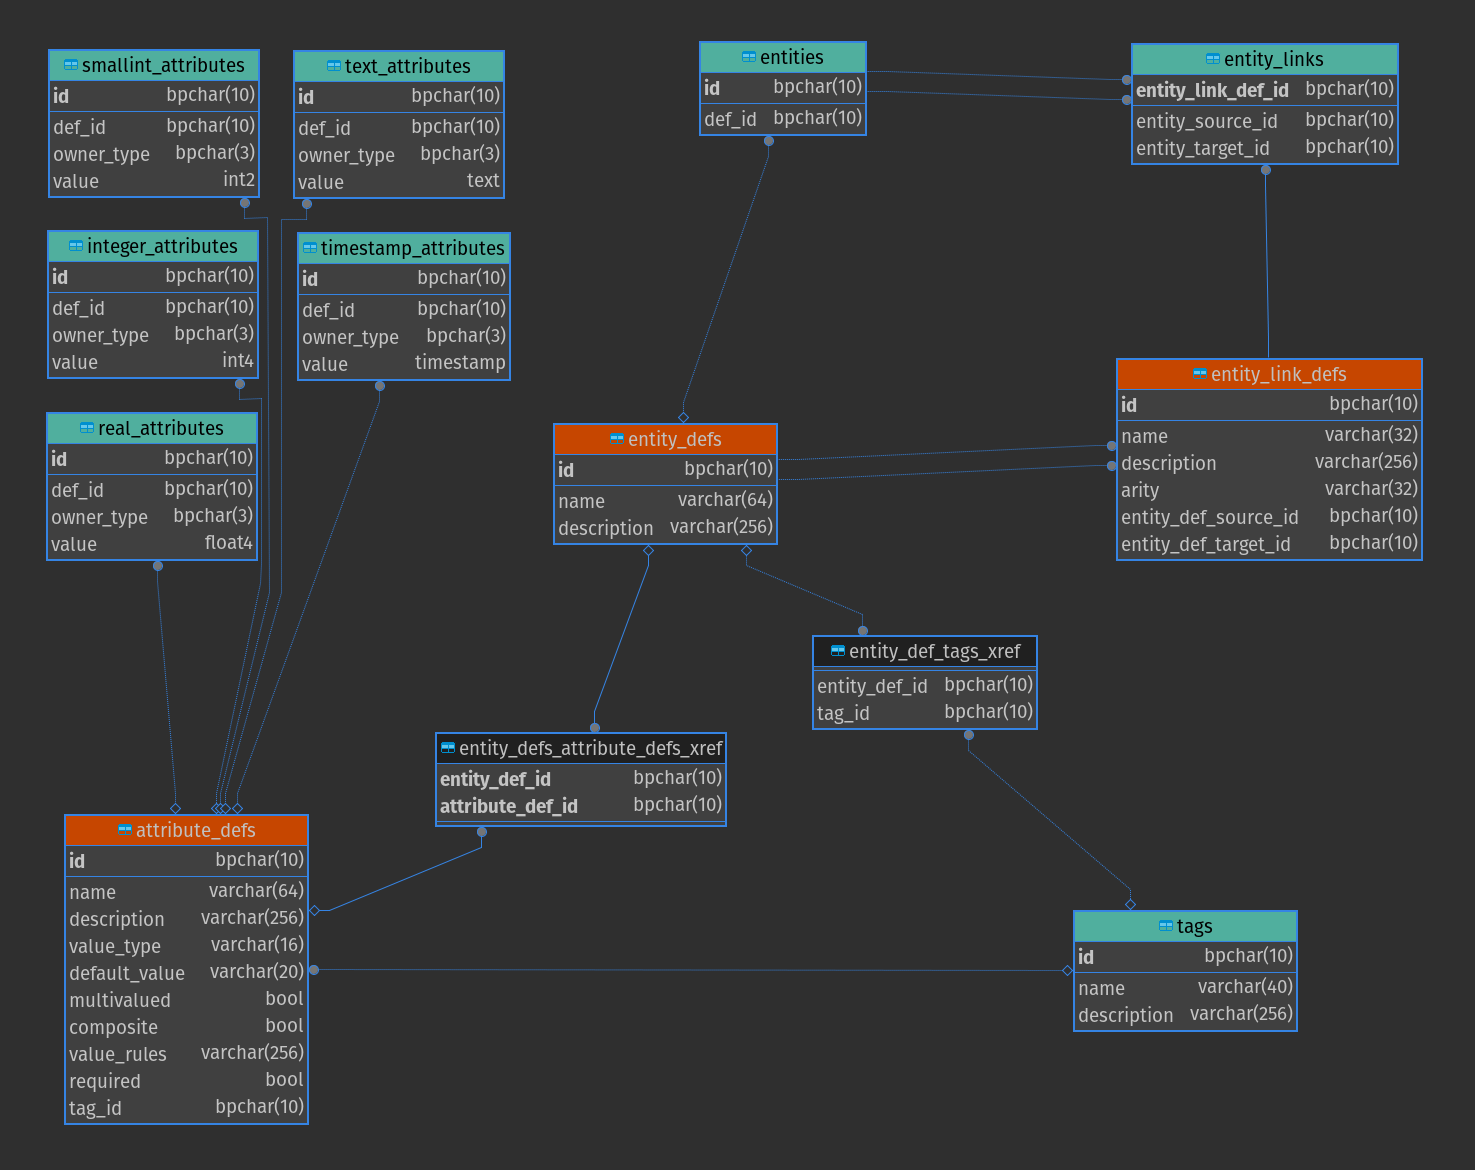 smallint_attributes
id bpchar(10)
def_id bpchar(10)
owner_type bpchar(3)
value int2
text_attributes
id bpchar(10)
def_id bpchar(10)
owner_type bpchar(3)
value text
entities
id bpchar(10)
def_id bpchar(10)
entity_links
entity_link_def_id bpchar(10)
entity_source_id bpchar(10)
entity_target_id bpchar(10)
integer_attributes
id bpchar(10)
def_id bpchar(10)
owner_type bpchar(3)
value int4
timestamp_attributes
id bpchar(10)
def_id bpchar(10)
owner_type bpchar(3)
value timestamp
real_attributes
id bpchar(10)
def_id bpchar(10)
owner_type bpchar(3)
value float4
entity_defs
id bpchar(10)
name varchar(64)
description varchar(256)
entity_link_defs
id bpchar(10)
name varchar(32)
description varchar(256)
arity varchar(32)
entity_def_source_id bpchar(10)
entity_def_target_id bpchar(10)
entity_def_tags_xref
entity_def_id bpchar(10)
tag_id bpchar(10)
entity_defs_attribute_defs_xref
entity_def_id bpchar(10)
attribute_def_id bpchar(10)
attribute_defs
id bpchar(10)
name varchar(64)
description varchar(256)
value_type varchar(16)
default_value varchar(20)
multivalued bool
composite bool
value_rules varchar(256)
required bool
tag_id bpchar(10)
tags
id bpchar(10)
name varchar(40)
description varchar(256)